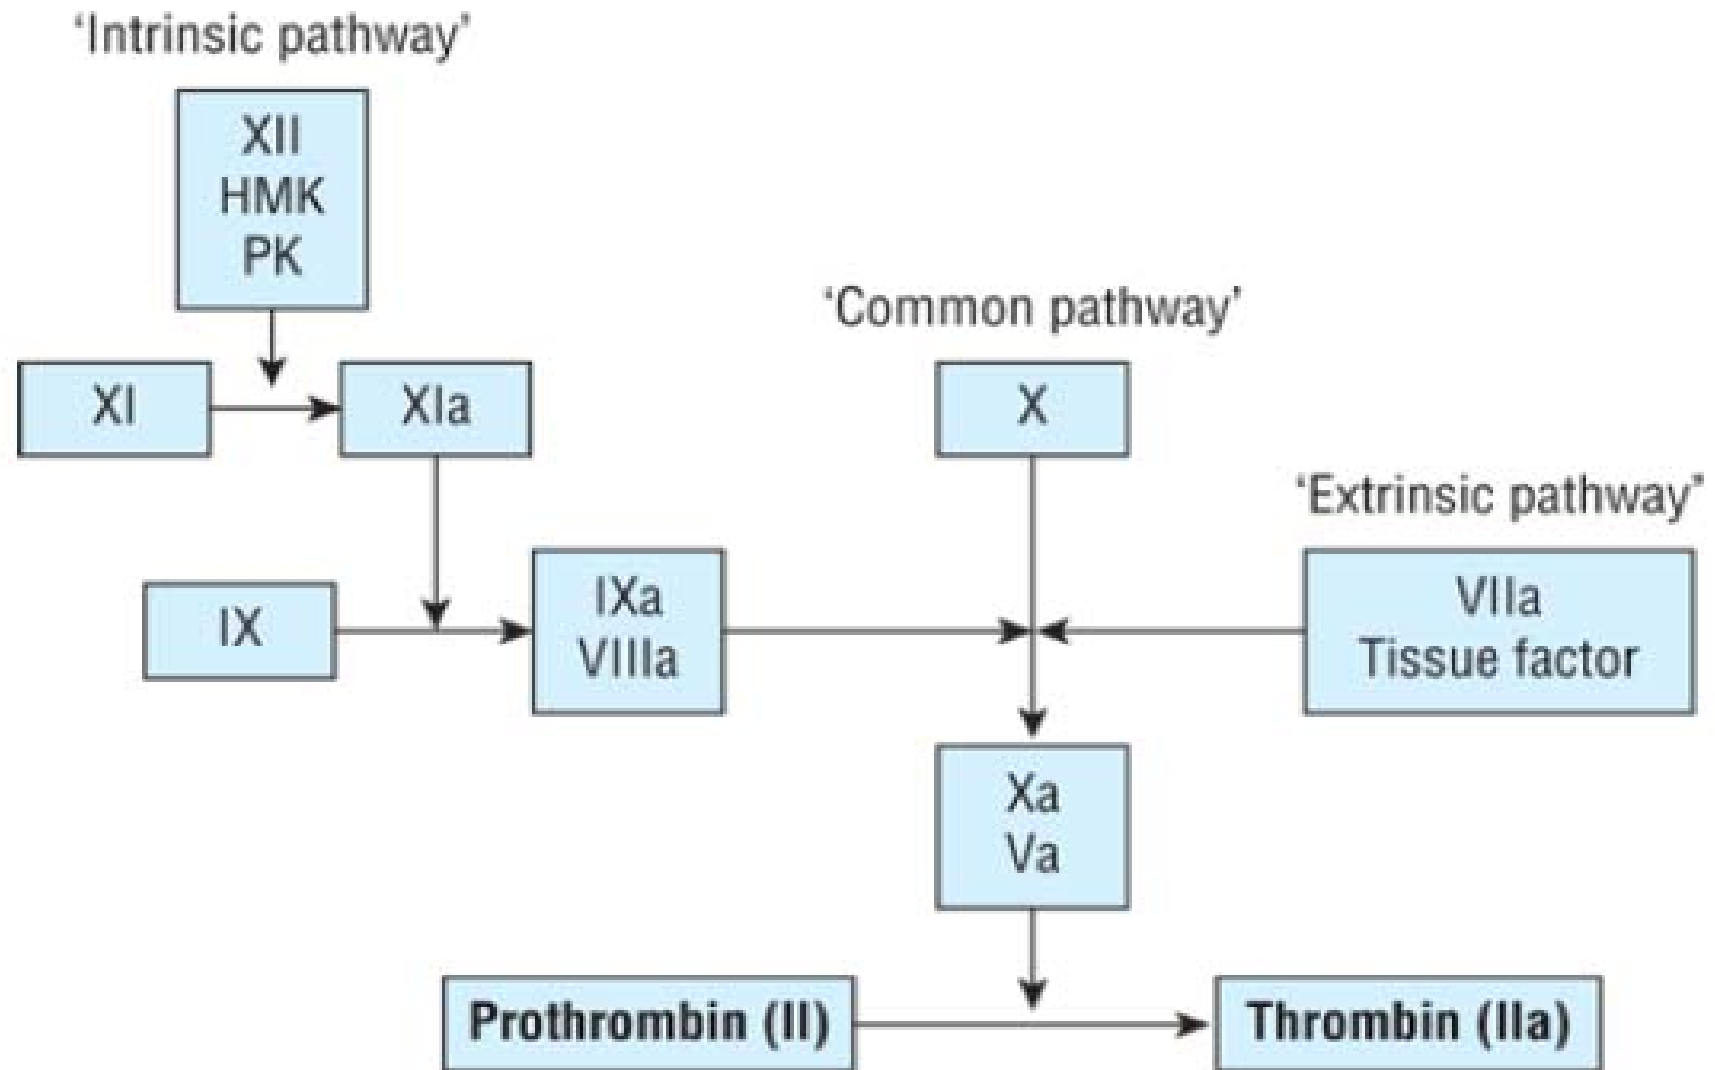 ‘Intrinsic pathway’
XII
HMK
PK
‘Common pathway’
XI
XIa
X
‘Extrinsic pathway’
IX
IXa
VIIIa
VIIa
Tissue factor
Xa
Va
Prothrombin (II)
Thrombin (IIa)